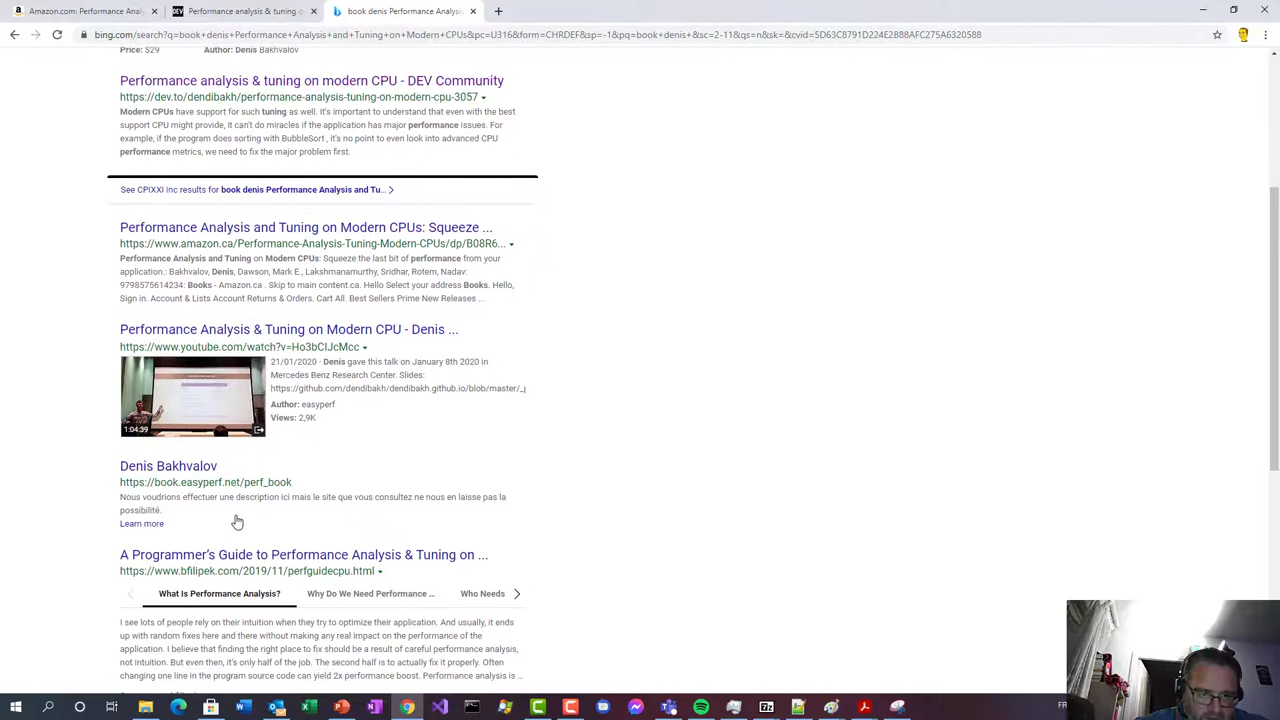 Amazon.com: Performance Analysi
DEV
Performance analysis & tuning o
book denis Performance Analysis
bing.com/search?q=book+denis+Performance+Analysis+and+Tuning+on+Modern+CPUs&pc=U316&form=CHRDEF&sp=-1&pq=book+denis+&sc=2-11&qs=n&sk=&cvid=5D63C8791D224E2888AFC275A6320588
Price: $29 Author: Denis Bakhvalov
Performance analysis & tuning on modern CPU - DEV Community
https://dev.to/dendibakh/performance-analysis-tuning-on-modern-cpu-3057
Modern CPUs have support for such tuning as well. It's important to understand that even with the best
support CPU might provide, it can't do miracles if the application has major performance issues. For
example, if the program does sorting with BubbleSort , it's no point to even look into advanced CPU
performance metrics, we need to fix the major problem first.
See CPIXXI Inc results for book denis Performance Analysis and Tu...
Performance Analysis and Tuning on Modern CPUs: Squeeze ...
https://www.amazon.ca/Performance-Analysis-Tuning-Modern-CPUs/dp/B08R6...
Performance Analysis and Tuning on Modern CPUs: Squeeze the last bit of performance from your
application.: Bakhvalov, Denis, Dawson, Mark E., Lakshmanamurthy, Sridhar, Rotem, Nadav:
9798575614234: Books - Amazon.ca . Skip to main content.ca. Hello Select your address Books. Hello,
Sign in. Account & Lists Account Returns & Orders. Cart All. Best Sellers Prime New Releases ...
Performance Analysis & Tuning on Modern CPU - Denis ...
https://www.youtube.com/watch?v=Ho3bCIJcMcc
21/01/2020 · Denis gave this talk on January 8th 2020 in
Mercedes Benz Research Center. Slides:
https://github.com/dendibakh/dendibakh.github.io/blob/master/_p
Author: easyperf
Views: 2,9K
1:04:39
Denis Bakhvalov
https://book.easyperf.net/perf_book
Nous voudrions effectuer une description ici mais le site que vous consultez ne nous en laisse pas la
possibilité.
Learn more
A Programmer's Guide to Performance Analysis & Tuning on ...
https://www.bfilipek.com/2019/11/perfguidecpu.html
What Is Performance Analysis? Why Do We Need Performance ... Who Needs
I see lots of people rely on their intuition when they try to optimize their application. And usually, it ends
up with random fixes here and there without making any real impact on the performance of the
application. I believe that finding the right place to fix should be a result of careful performance analysis,
not intuition. But even then, it's only half of the job. The second half is to actually fix it properly. Often
changing one line in the program source code can yield 2x performance boost. Performance analysis is ...
FR